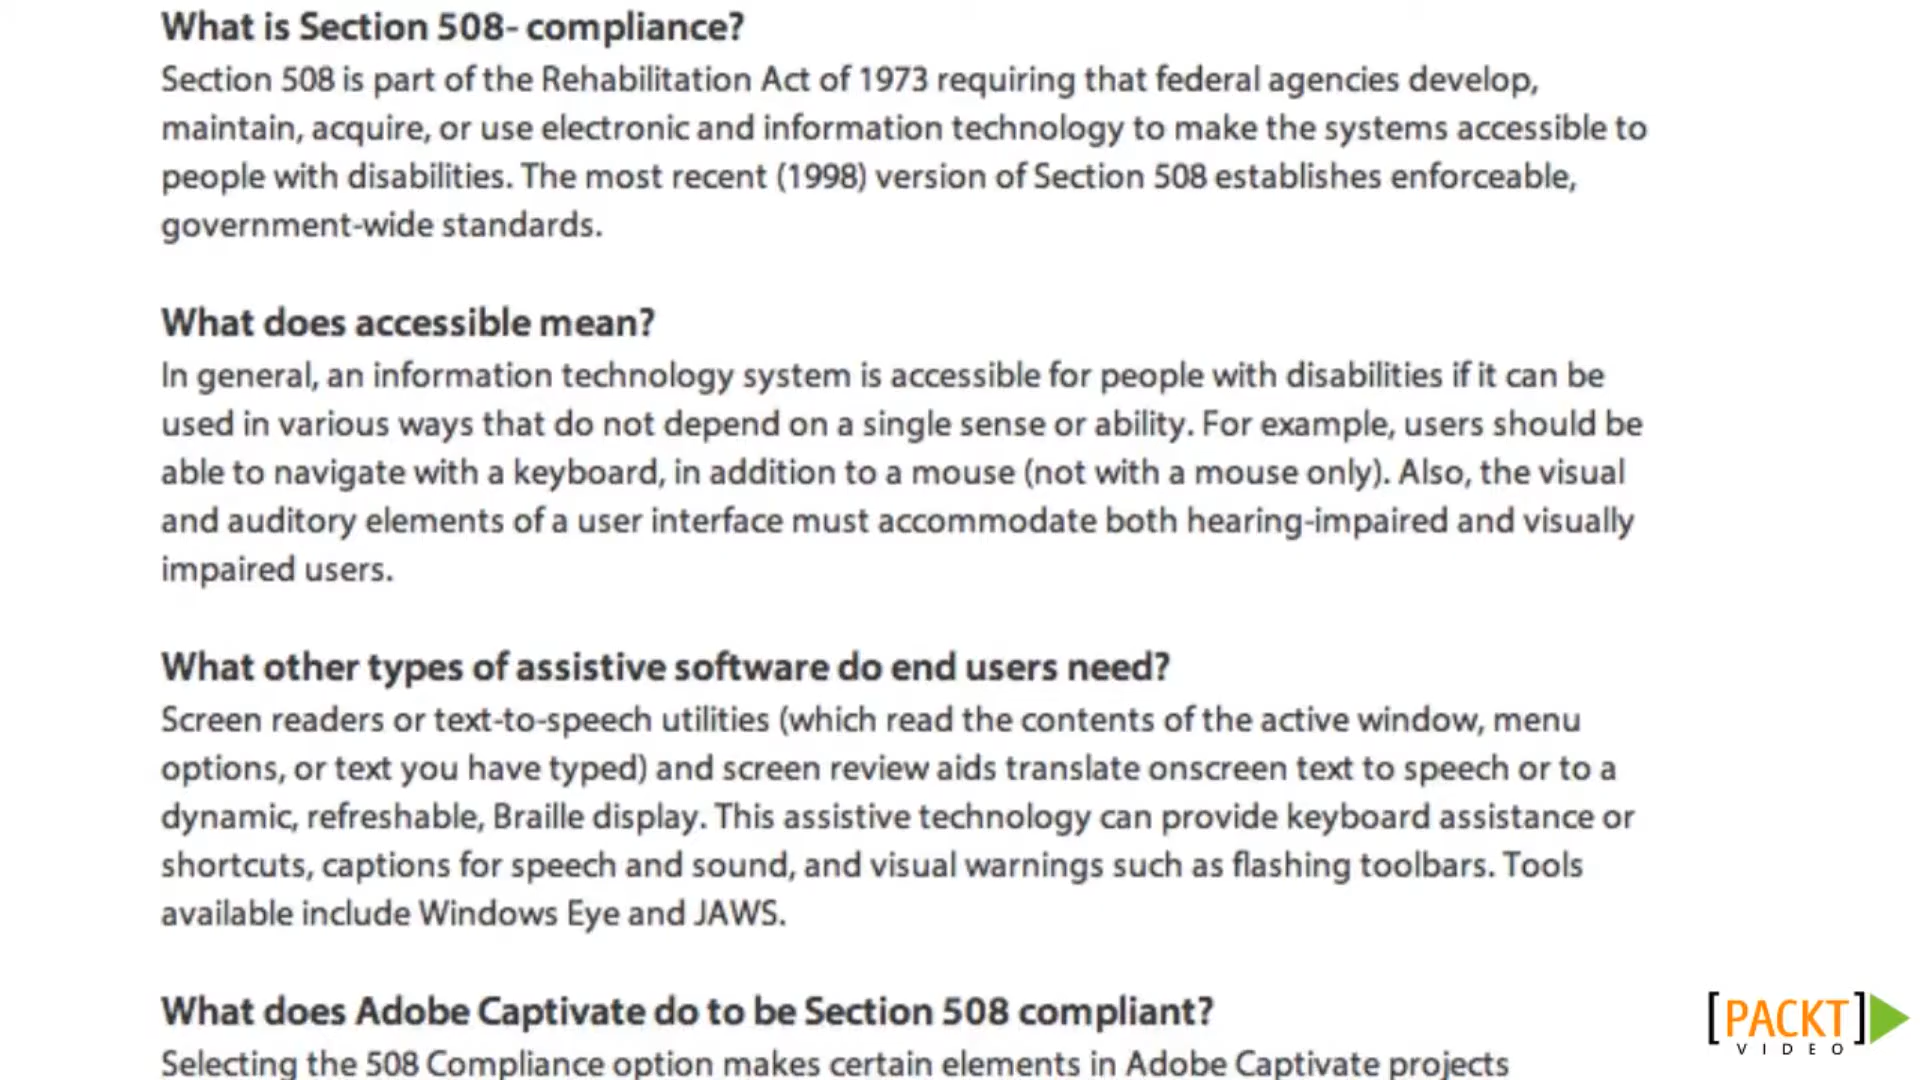 What is Section 508- compliance?
Section 508 is part of the Rehabilitation Act of 1973 requiring that federal agencies develop,
maintain, acquire, or use electronic and information technology to make the systems accessible to
people with disabilities. The most recent (1998) version of Section 508 establishes enforceable,
government-wide standards.
What does accessible mean?
In general, an information technology system is accessible for people with disabilities if it can be
used in various ways that do not depend on a single sense or ability. For example, users should be
able to navigate with a keyboard, in addition to a mouse (not with a mouse only). Also, the visual
and auditory elements of a user interface must accommodate both hearing-impaired and visually
impaired users.
What other types of assistive software do end users need?
Screen readers or text-to-speech utilities (which read the contents of the active window, menu
options, or text you have typed) and screen review aids translate onscreen text to speech or to a
dynamic, refreshable, Braille display. This assistive technology can provide keyboard assistance or
shortcuts, captions for speech and sound, and visual warnings such as flashing toolbars. Tools
available include Windows Eye and JAWS.
What does Adobe Captivate do to be Section 508 compliant?
Selecting the 508 Compliance option makes certain elements in Adobe Captivate projects
[PACKT]
VIDEO